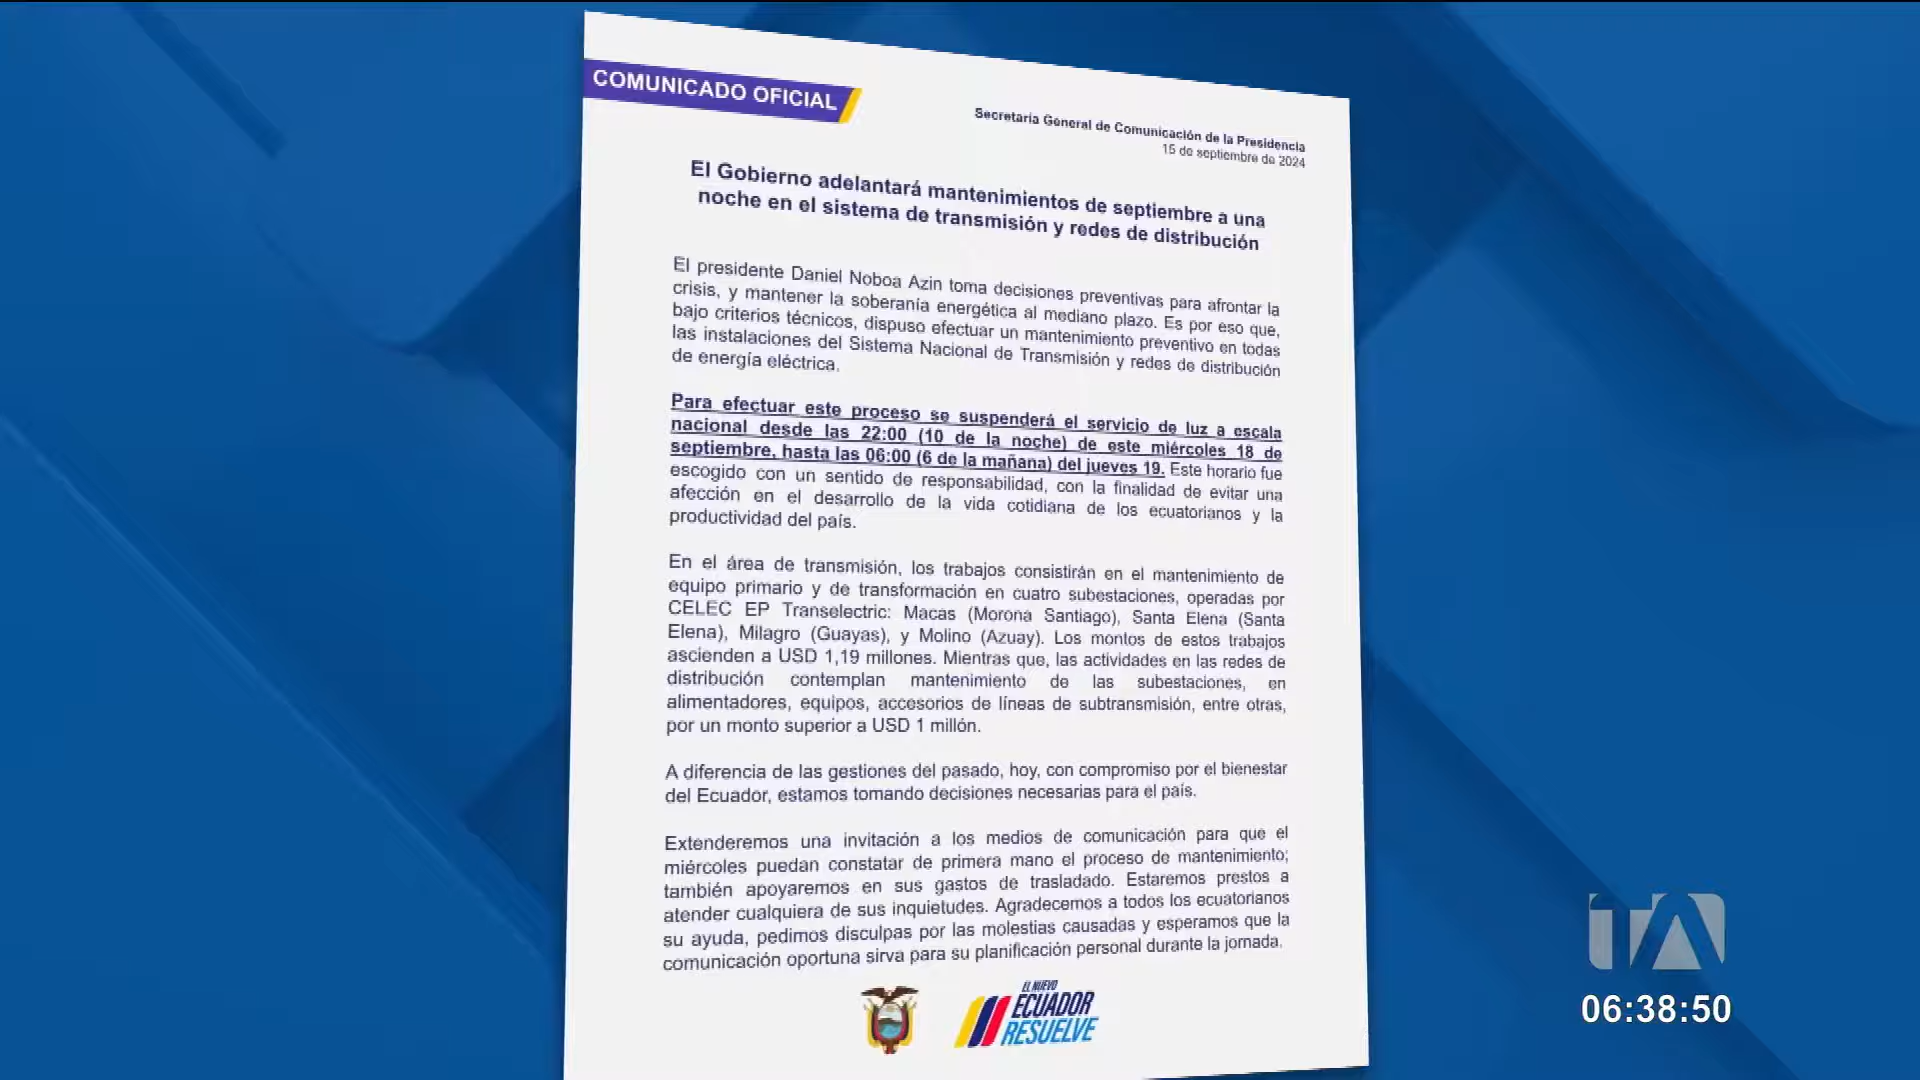 COMUNICADO OFICIAL
Secretaría General de Comunicación de la Presidencia
15 de septiembre de 2024
El Gobierno adelantará mantenimientos de septiembre a una
noche en el sistema de transmisión y redes de distribución
El presidente Daniel Noboa Azin toma decisiones preventivas para afrontar la
crisis, y mantener la soberanía energética al mediano plazo. Es por eso que,
bajo criterios técnicos, dispuso efectuar un mantenimiento preventivo en todas
las instalaciones del Sistema Nacional de Transmisión y redes de distribución
de energía eléctrica.
Para efectuar este proceso se suspenderá el servicio de luz a escala
nacional desde las 22:00 (10 de la noche) de este miércoles 18 de
septiembre, hasta las 06:00 (6 de la mañana) del jueves 19. Este horario fue
escogido con un sentido de responsabilidad, con la finalidad de evitar una
afección en el desarrollo de la vida cotidiana de los ecuatorianos y la
productividad del país.
En el área de transmisión, los trabajos consistirán en el mantenimiento de
equipo primario y de transformación en cuatro subestaciones, operadas por
CELEC EP Transelectric: Macas (Morona Santiago), Santa Elena (Santa
Elena), Milagro (Guayas), y Molino (Azuay). Los montos de estos trabajos
ascienden a USD 1,19 millones. Mientras que, las actividades en las redes de
distribución contemplan mantenimiento de las subestaciones, en
alimentadores, equipos, accesorios de líneas de subtransmisión, entre otras,
por un monto superior a USD 1 millón.
A diferencia de las gestiones del pasado, hoy, con compromiso por el bienestar
del Ecuador, estamos tomando decisiones necesarias para el país.
Extenderemos una invitación a los medios de comunicación para que el
miércoles puedan constatar de primera mano el proceso de mantenimiento;
también apoyaremos en sus gastos de trasladado. Estaremos prestos a
atender cualquiera de sus inquietudes. Agradecemos a todos los ecuatorianos
su ayuda, pedimos disculpas por las molestias causadas y esperamos que la
comunicación oportuna sirva para su planificación personal durante la jornada.
EL NUEVO
ECUADOR
RESUELVE
TA
06:38:50